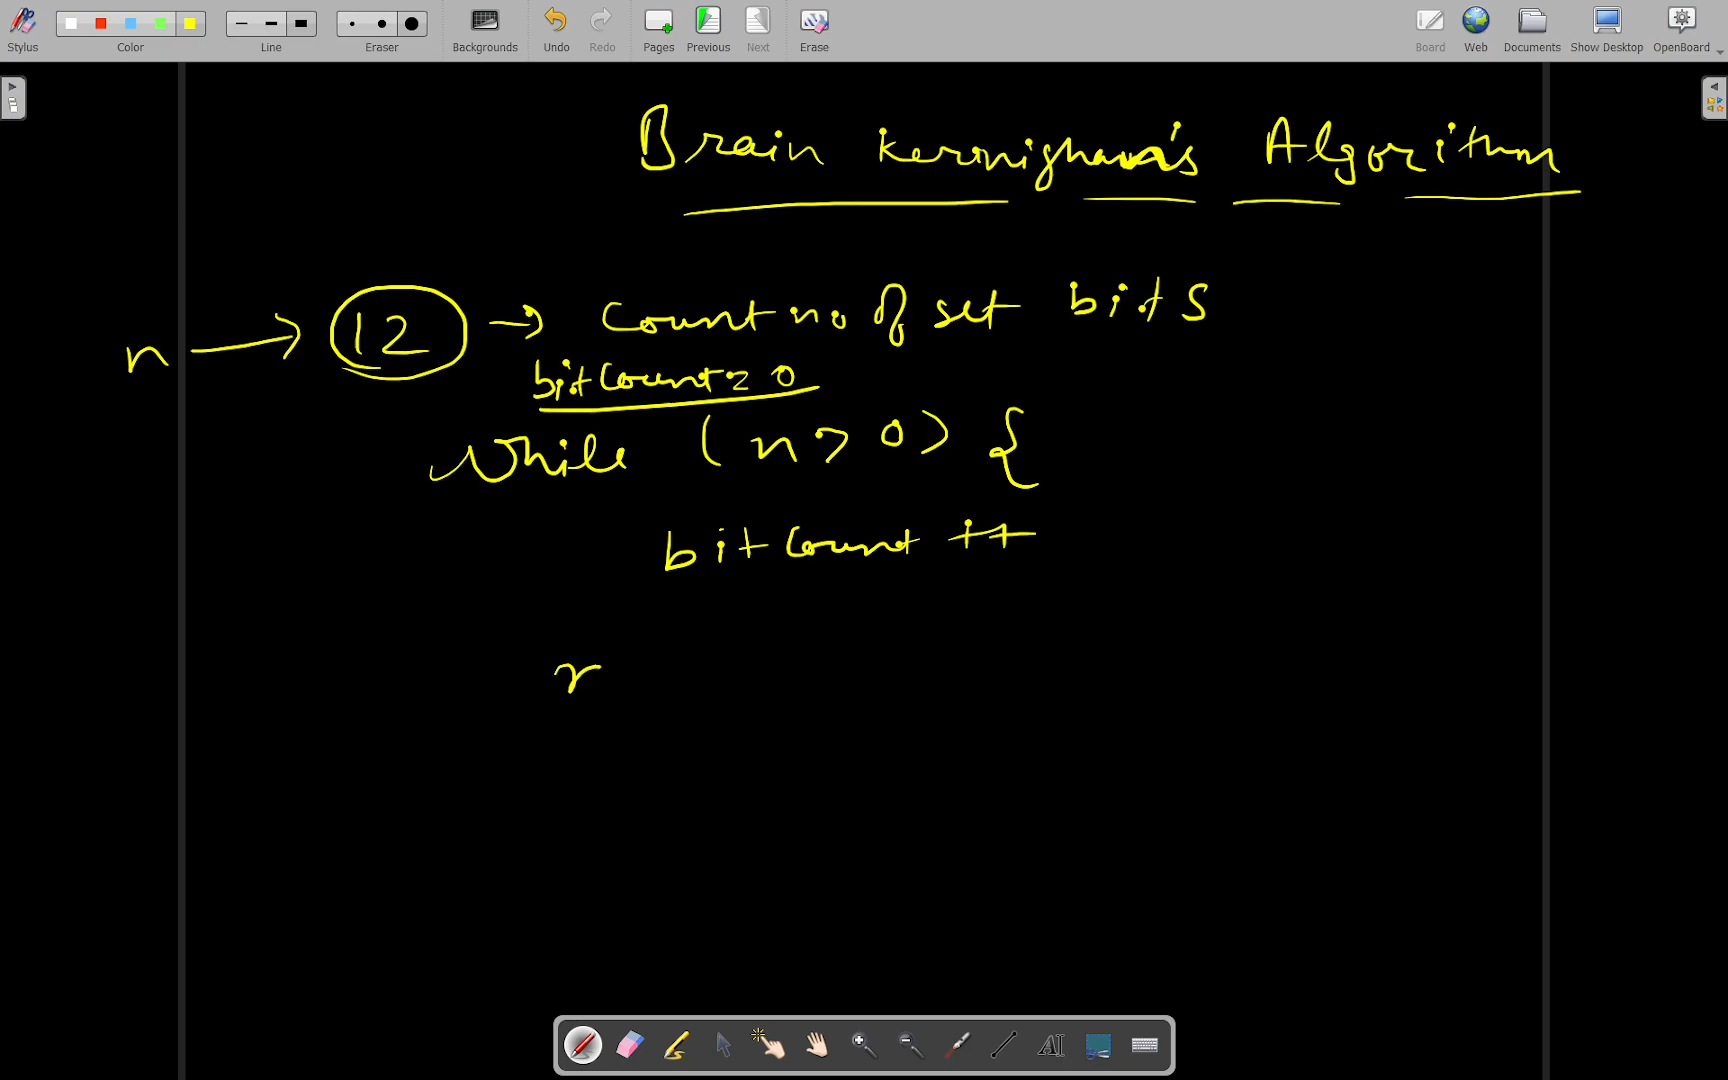 Stylus Color Line Eraser Backgrounds Undo Redo Pages Previous Next Erase Board Web Documents Show Desktop OpenBoard
Brain Kernighan's Algorithm
n → 12 → Count no of set bits
bitCount = 0
while (n > 0) {
bitCount ++
r
AI